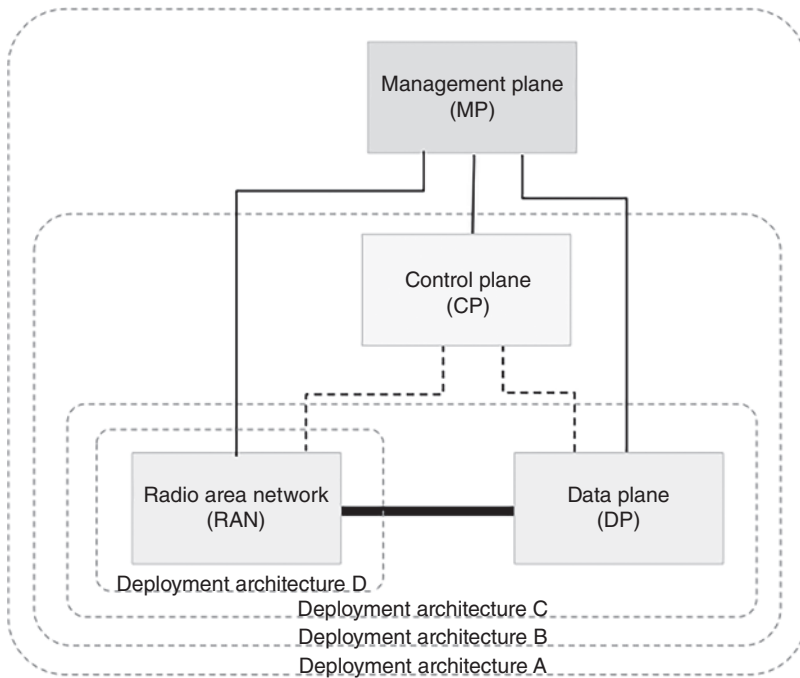 Management plane
(MP)
Control plane
(CP)
Radio area network
(RAN)
Data plane
(DP)
Deployment architecture D
Deployment architecture C
Deployment architecture B
Deployment architecture A